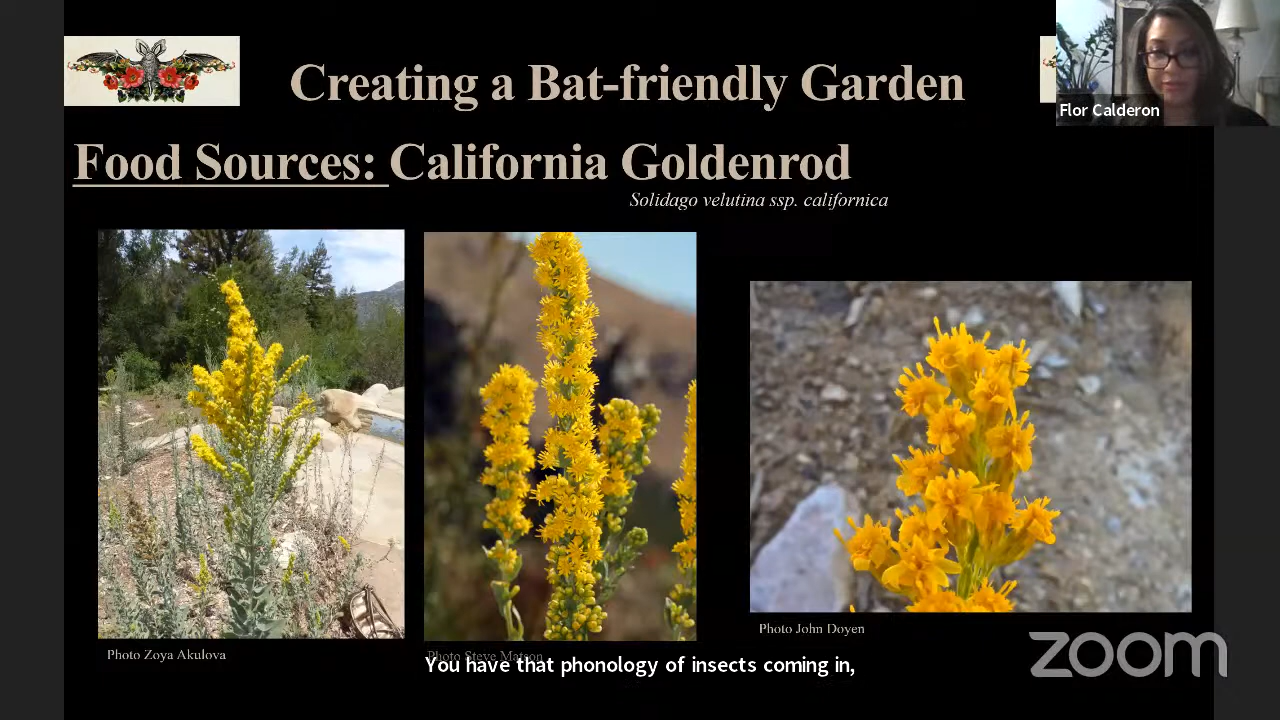 Creating a Bat-friendly Garden
Flor Calderon
Food Sources: California Goldenrod
Solidago velutina ssp. californica
Photo John Doyen
Photo Zoya Akulova
Photo Steve Matson
You have that phonology of insects coming in,
zoom